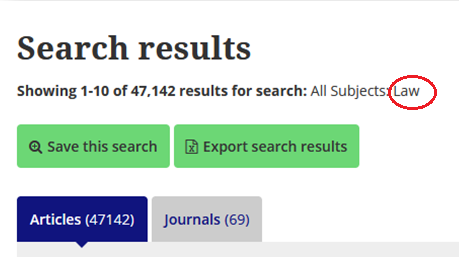 Search results
Showing 1-10 of 47,142 results for search: All Subjects: Law
Save this search
Export search results
Articles (47142)
Journals (69)